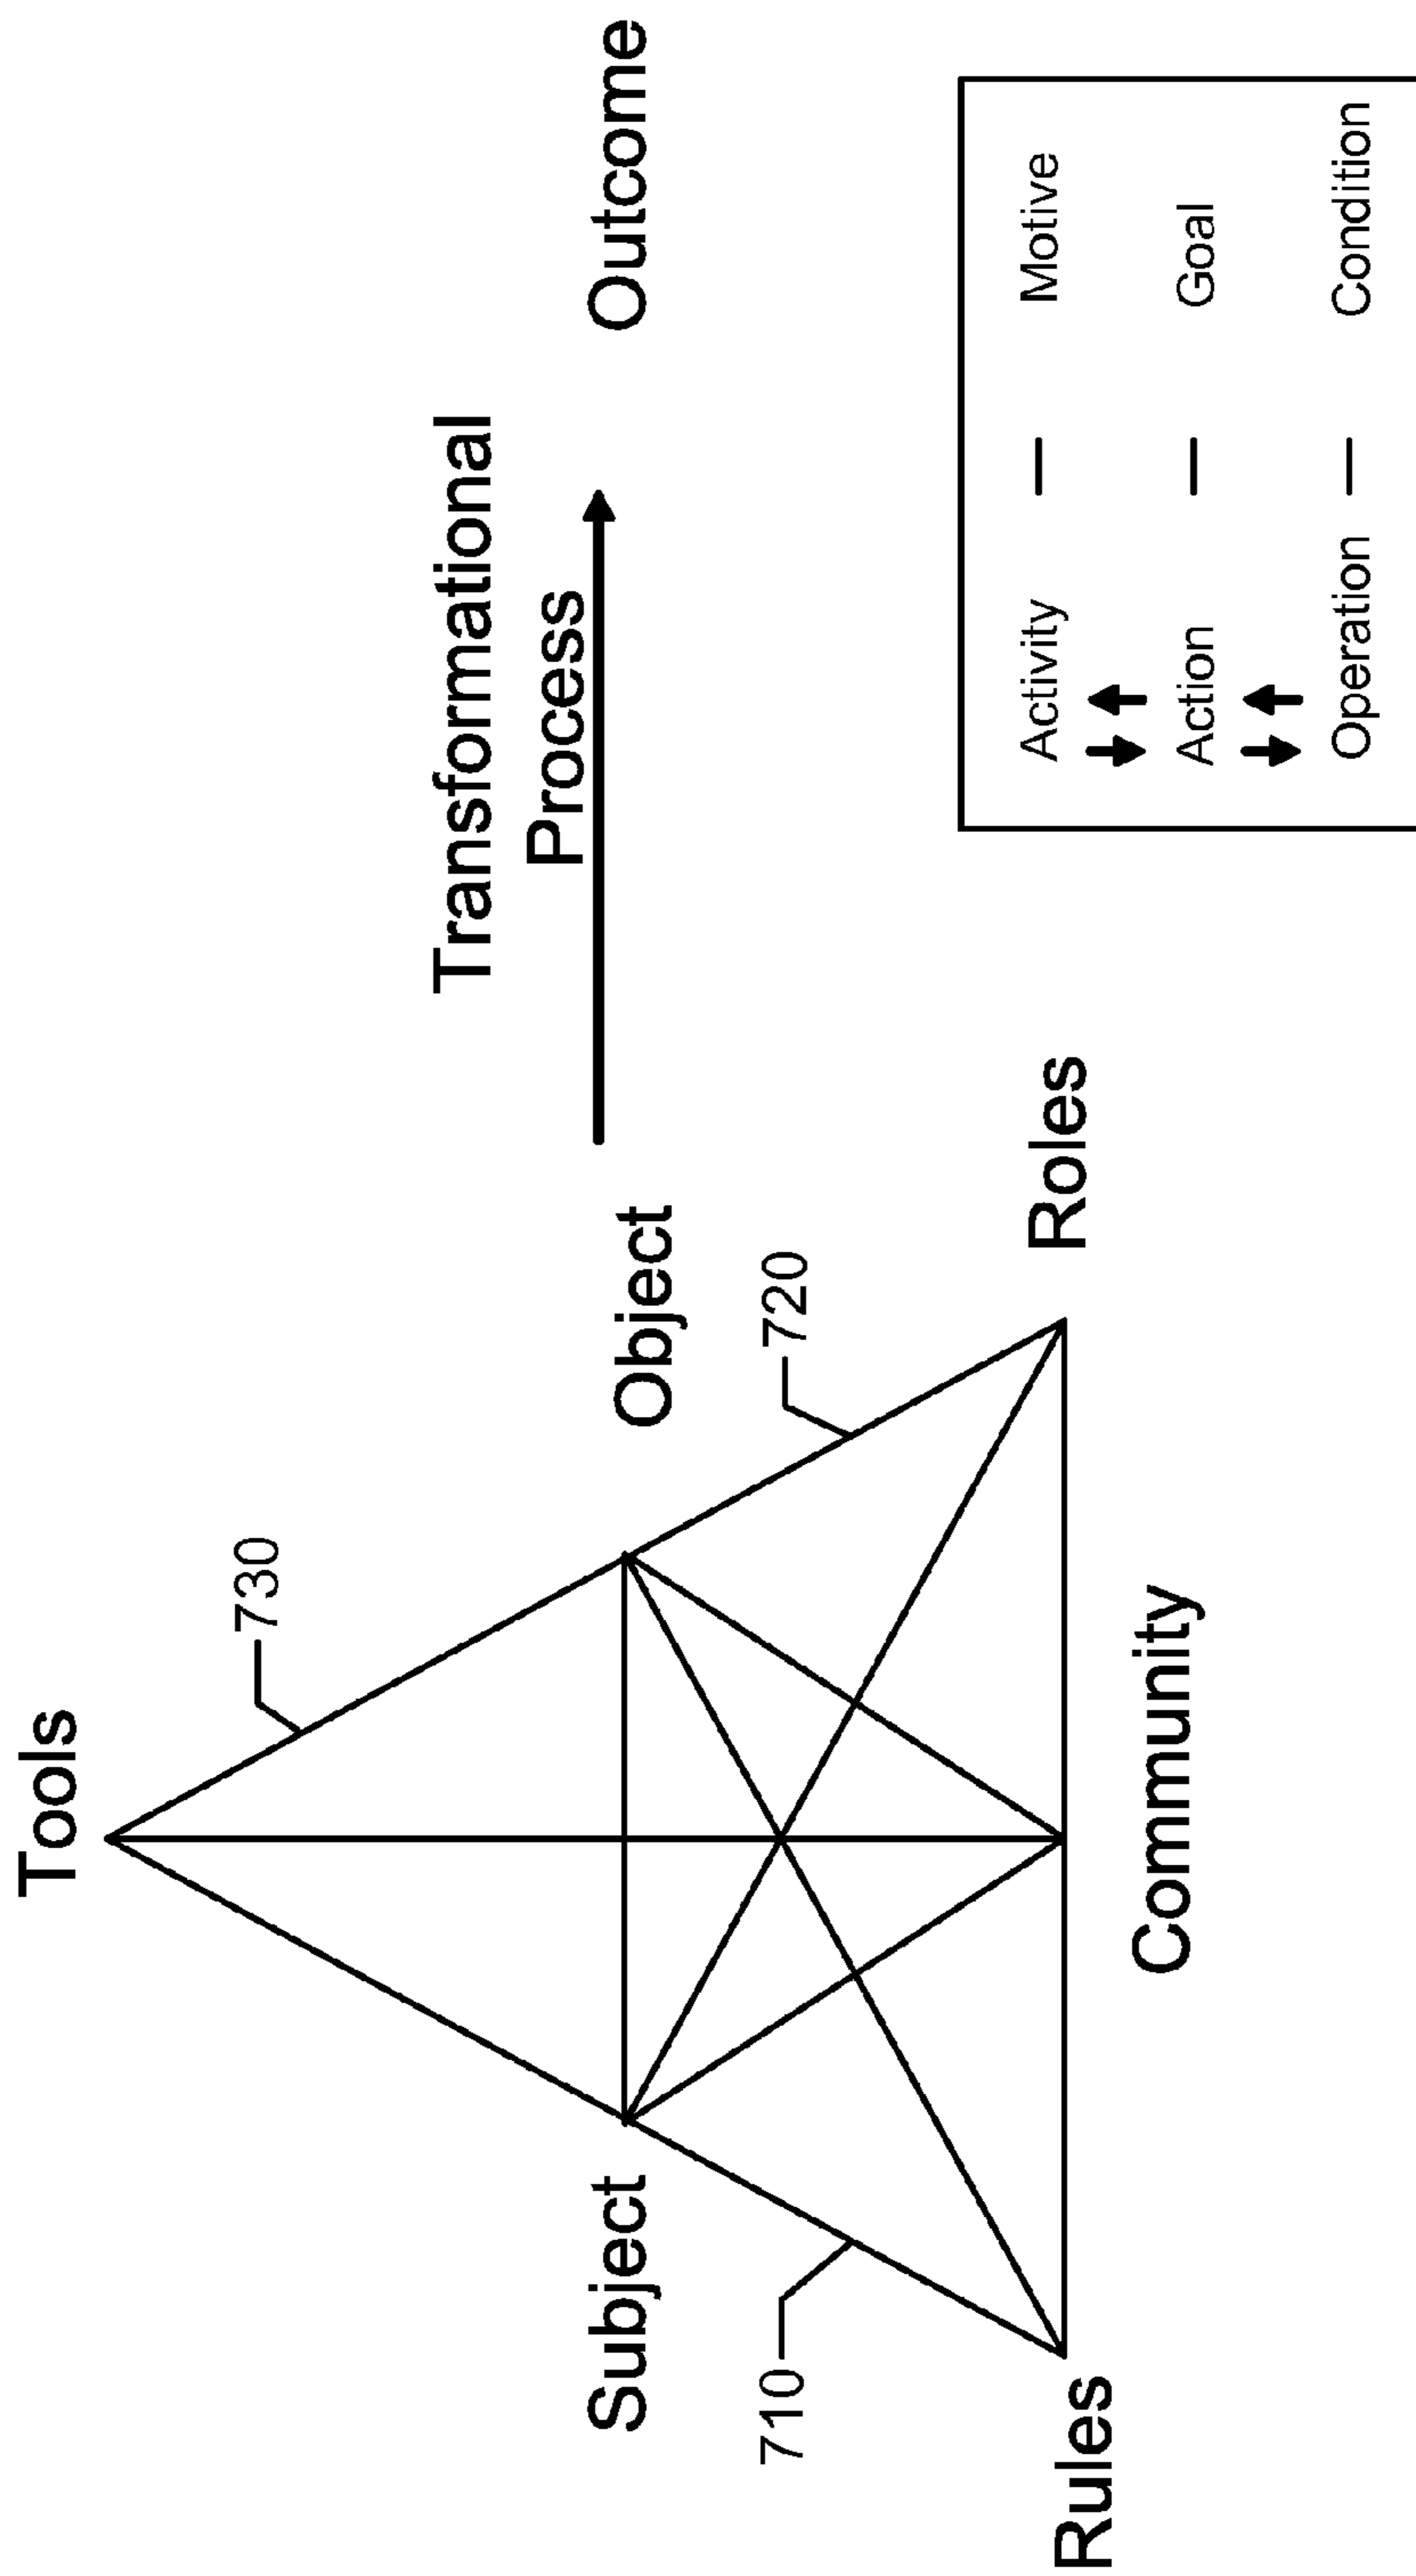 Tools
730
Transformational
Process
Subject
Object
Outcome
710
720
Rules
Roles
Community
Activity — Motive
Action — Goal
Operation — Condition